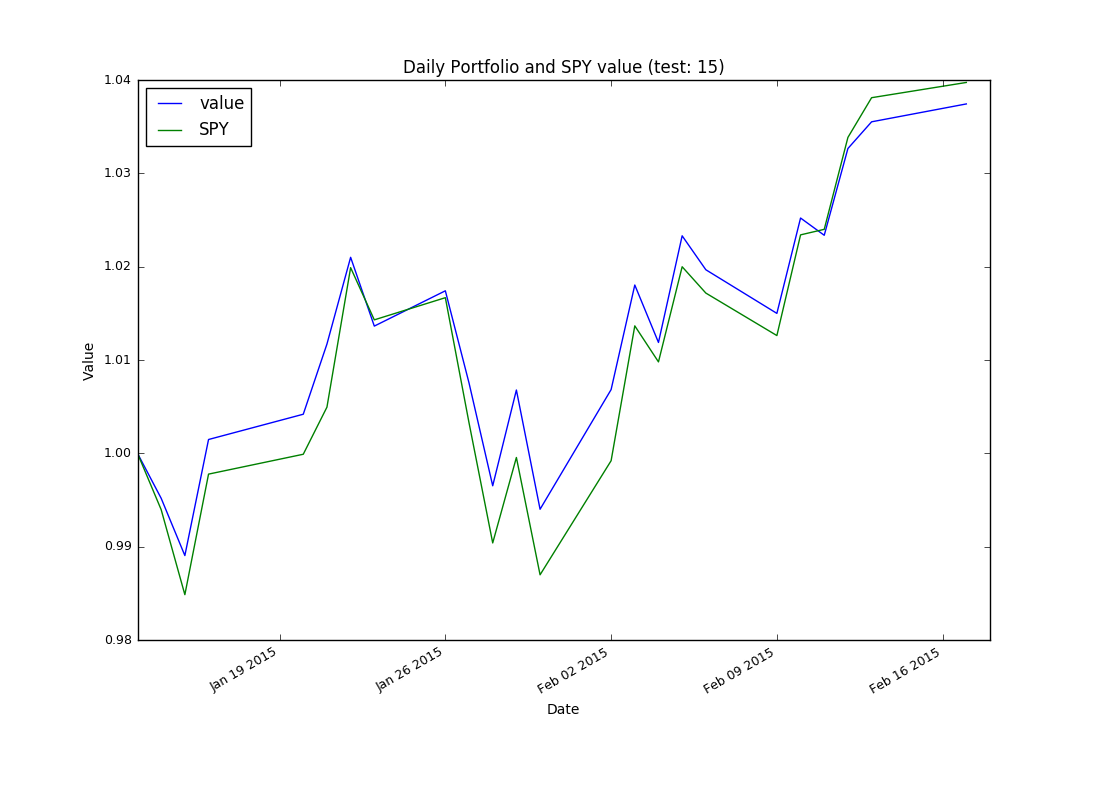 Daily Portfolio and SPY value (test: 15)
1.04
value
SPY
1.03
1.02
1.01
1.00
0.99
0.98
Value
Jan 19 2015
Jan 26 2015
Feb 02 2015
Feb 09 2015
Feb 16 2015
Date